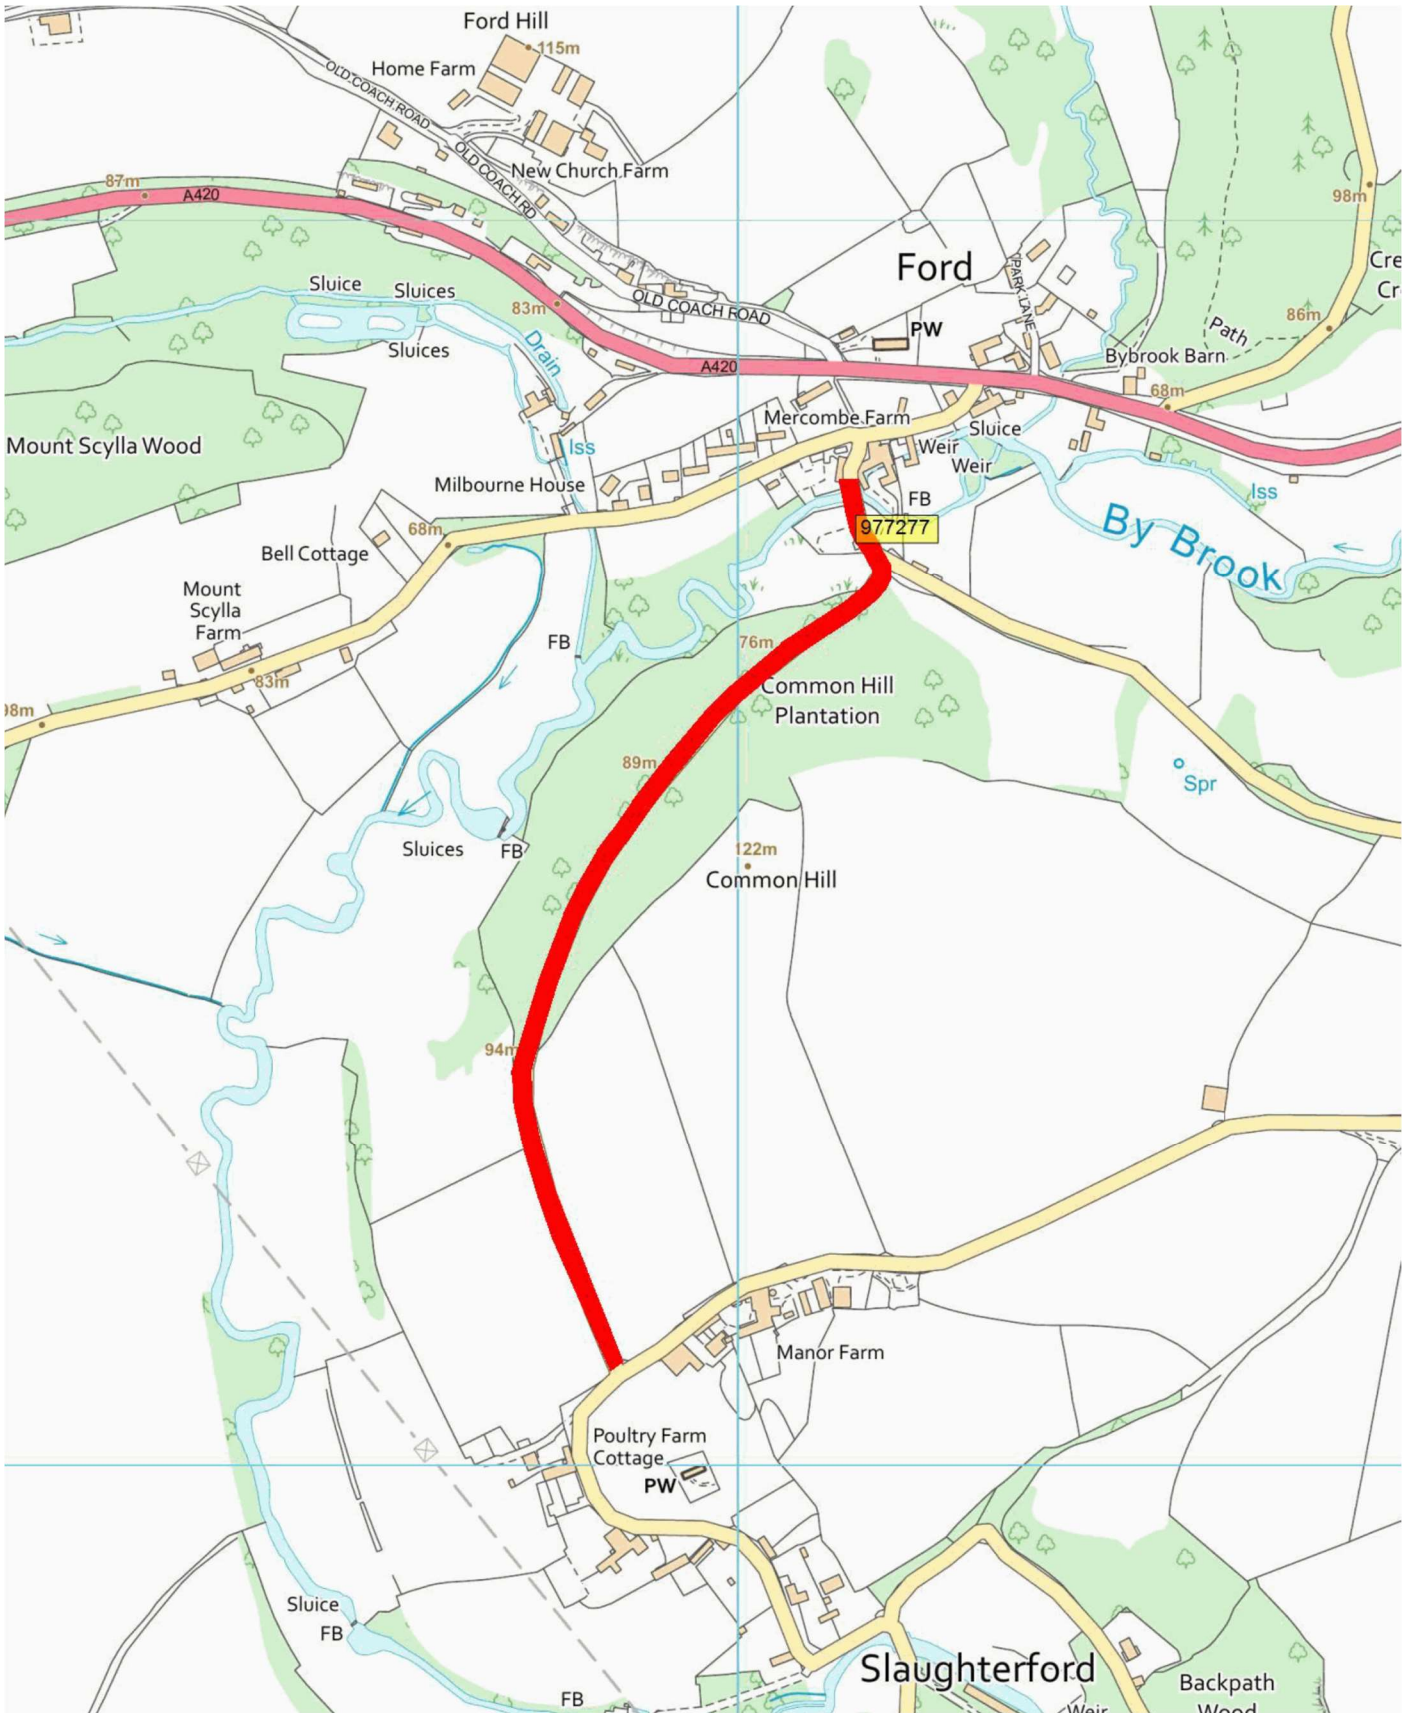 Ford Hill
115m
Home Farm
OLD COACH ROAD
New Church Farm
OLD COACH RD
87m
A420
98m
Ford
PARK LANE
Cre
Cr
Sluice
Sluices
83m
OLD COACH ROAD
PW
Path
86m
Sluices
Drain
A420
Bybrook Barn
68m
Mount Scylla Wood
Mercombe Farm
Iss
Weir
Sluice
Weir
Milbourne House
FB
Iss
977277
By Brook
68m
Bell Cottage
Mount
Scylla
Farm
FB
76m
83m
98m
Common Hill
Plantation
89m
Spr
Sluices
FB
122m
Common Hill
94m
Manor Farm
Poultry Farm
Cottage
PW
Sluice
FB
Slaughterford
FB
Backpath
Wood
Weir